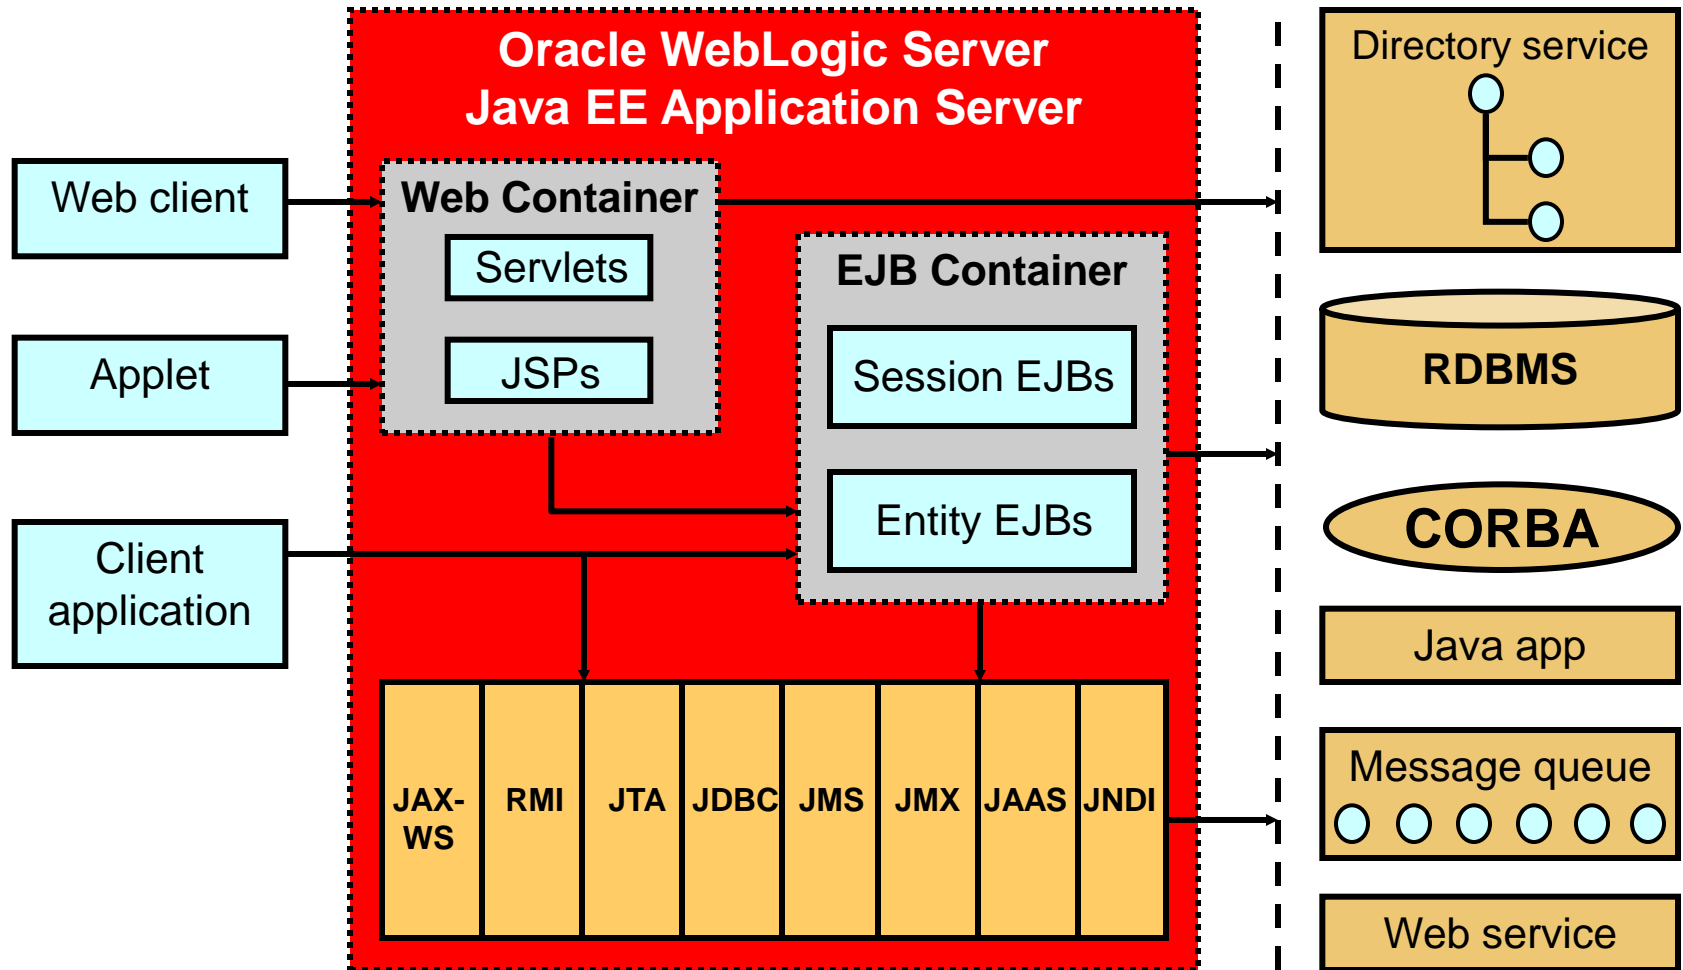 Oracle WebLogic Server
Java EE Application Server
Web client
Applet
Client
application
Web Container
Servlets
JSPs
EJB Container
Session EJBs
Entity EJBs
JAX-
WS
RMI
JTA
JDBC
JMS
JMX
JAAS
JNDI
Directory service
RDBMS
CORBA
Java app
Message queue
Web service